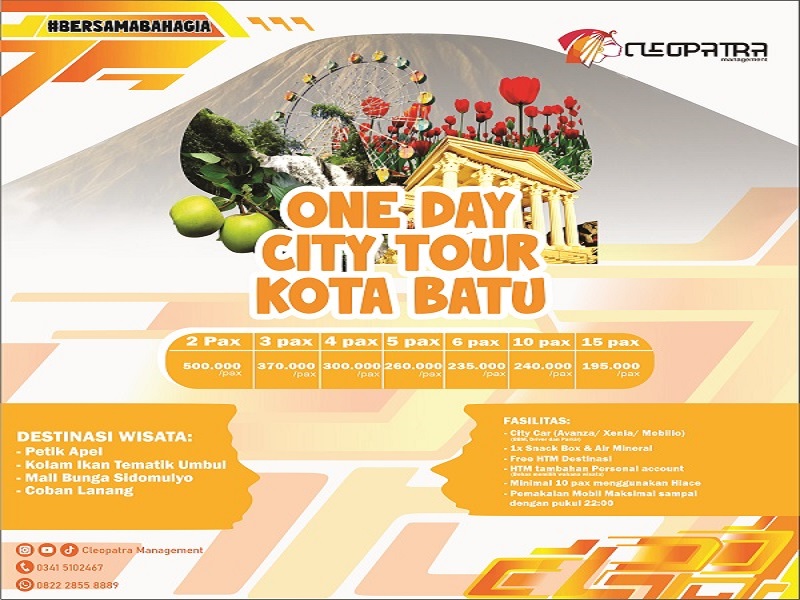 #BERSAMABAHAGIA
CLEOPATRA
management
ONE DAY
CITY TOUR
KOTA BATU
2 Pax 3 pax 4 pax 5 pax 6 pax 10 pax 15 pax
500.000 370.000 300.000 260.000 235.000 240.000 195.000
/pax /pax /pax /pax /pax /pax /pax
DESTINASI WISATA:
- Petik Apel
- Kolam Ikan Tematik Umbul
- Mall Bunga Sidomulyo
- Coban Lanang
FASILITAS:
- City Car (Avanza/ Xenia/ Mobilio)
(BBM, Driver dan Parkir)
- 1x Snack Box & Air Mineral
- Free HTM Destinasi
- HTM tambahan Personal account
- Minimal 10 pax menggunakan Hiace
- Pemakaian Mobil Maksimal sampai
dengan pukul 22:00
Cleopatra Management
0341 5102467
0822 2855 8889